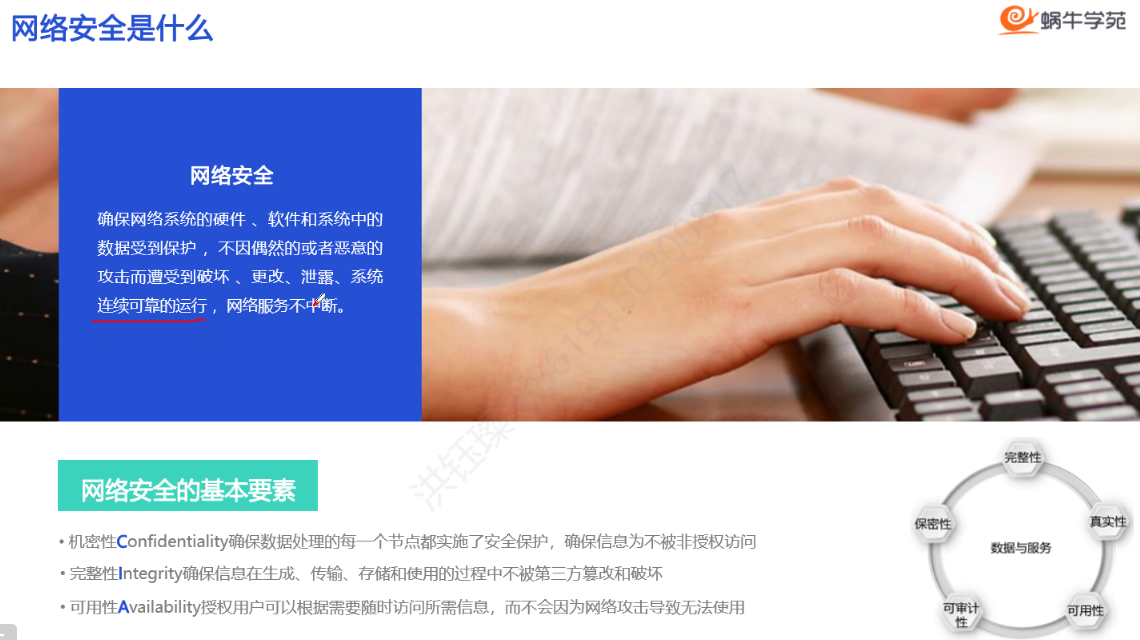 网络安全是什么
蜗牛学苑
网络安全
确保网络系统的硬件 、软件和系统中的
数据受到保护 ，不因偶然的或者恶意的
攻击而遭受到破坏 、更改、泄露、系统
连续可靠的运行 ，网络服务不中断。
网络安全的基本要素
• 机密性Confidentiality确保数据处理的每一个节点都实施了安全保护，确保信息为不被非授权访问
• 完整性Integrity确保信息在生成、传输、存储和使用的过程中不被第三方篡改和破坏
• 可用性Availability授权用户可以根据需要随时访问所需信息，而不会因为网络攻击导致无法使用
完整性
保密性
真实性
数据与服务
可审计
性
可用性
洪钰璨